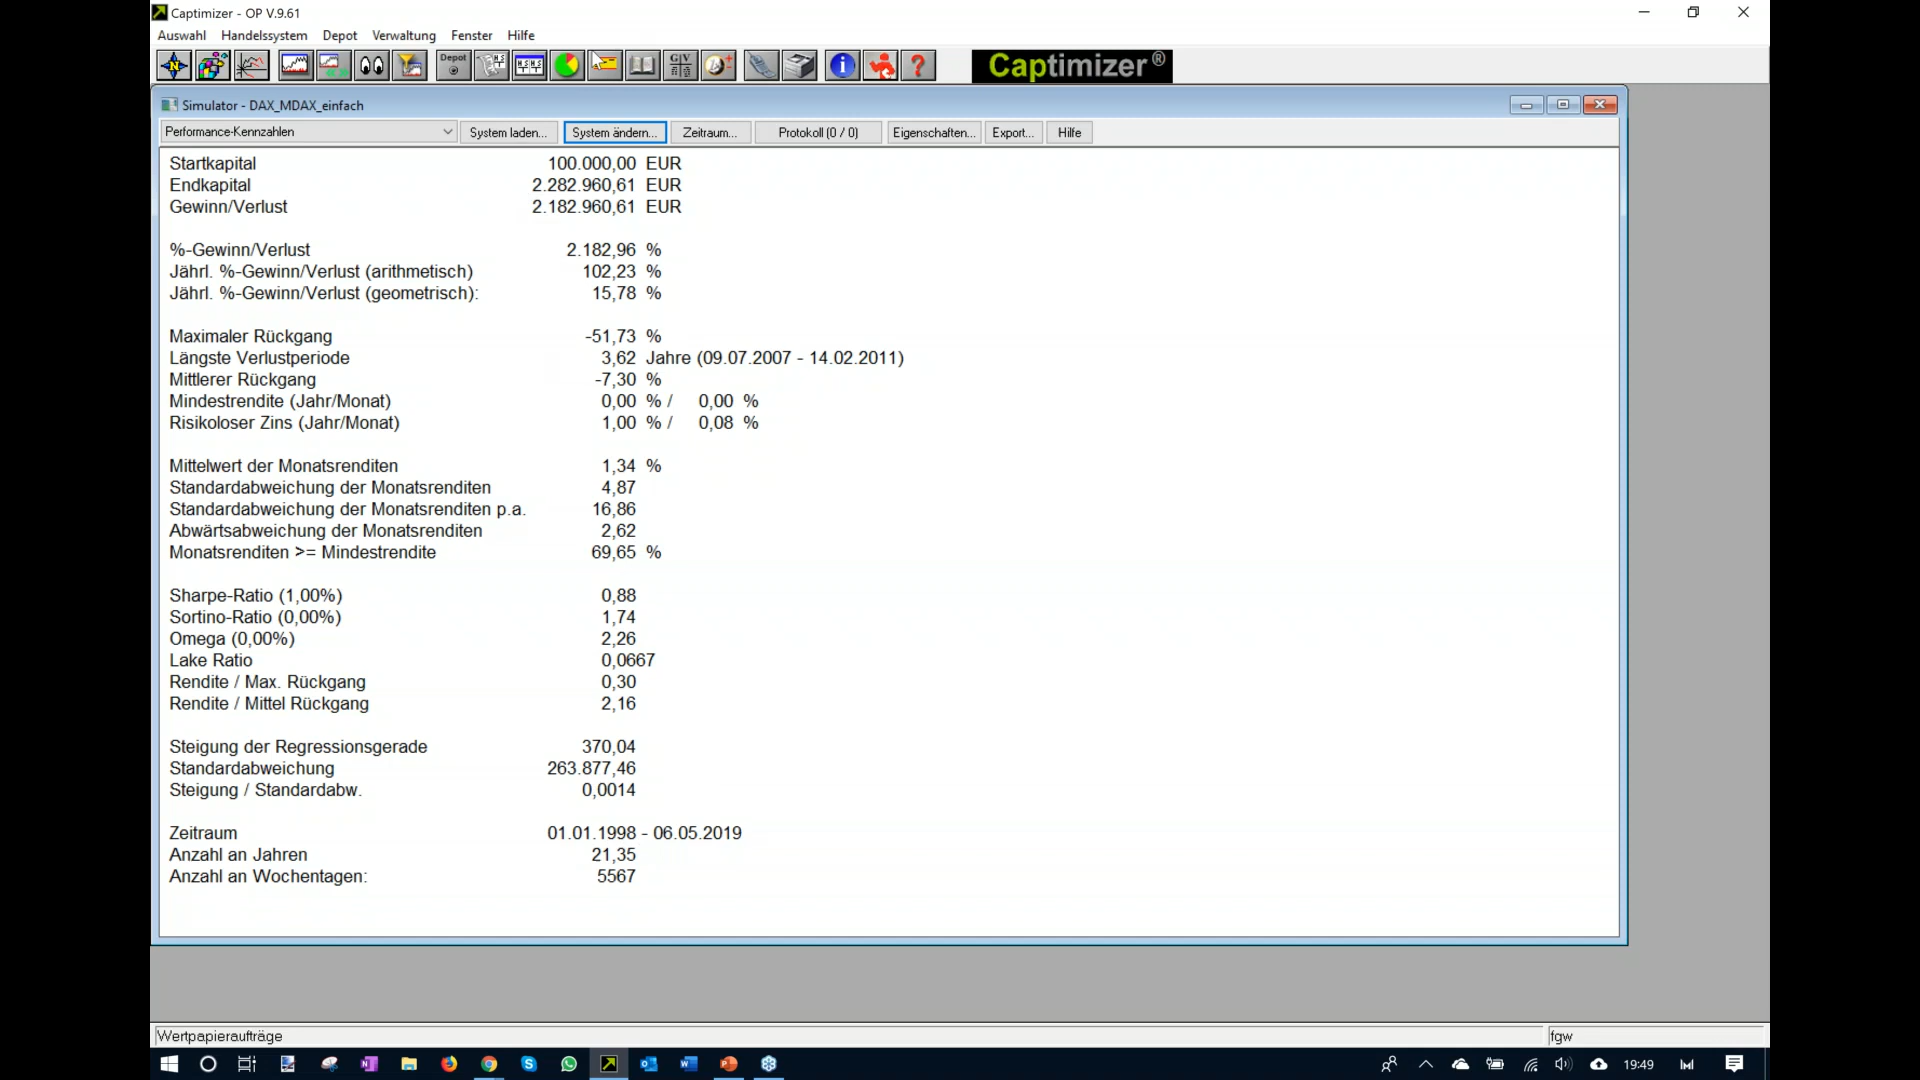 Captimizer - OP V.9.61
Auswahl Handelssystem Depot Verwaltung Fenster Hilfe
Depot
Captimizer®
Simulator - DAX_MDAX_einfach
Performance-Kennzahlen System laden... System ändern... Zeitraum... Protokoll (0 / 0) Eigenschaften... Export... Hilfe
Startkapital 100.000,00 EUR
Endkapital 2.282.960,61 EUR
Gewinn/Verlust 2.182.960,61 EUR
%-Gewinn/Verlust 2.182,96 %
Jährl. %-Gewinn/Verlust (arithmetisch) 102,23 %
Jährl. %-Gewinn/Verlust (geometrisch): 15,78 %
Maximaler Rückgang -51,73 %
Längste Verlustperiode 3,62 Jahre (09.07.2007 - 14.02.2011)
Mittlerer Rückgang -7,30 %
Mindestrendite (Jahr/Monat) 0,00 % / 0,00 %
Risikoloser Zins (Jahr/Monat) 1,00 % / 0,08 %
Mittelwert der Monatsrenditen 1,34 %
Standardabweichung der Monatsrenditen 4,87
Standardabweichung der Monatsrenditen p.a. 16,86
Abwärtsabweichung der Monatsrenditen 2,62
Monatsrenditen >= Mindestrendite 69,65 %
Sharpe-Ratio (1,00%) 0,88
Sortino-Ratio (0,00%) 1,74
Omega (0,00%) 2,26
Lake Ratio 0,0667
Rendite / Max. Rückgang 0,30
Rendite / Mittel Rückgang 2,16
Steigung der Regressionsgerade 370,04
Standardabweichung 263.877,46
Steigung / Standardabw. 0,0014
Zeitraum 01.01.1998 - 06.05.2019
Anzahl an Jahren 21,35
Anzahl an Wochentagen: 5567
Wertpapieraufträge fgw
19:49